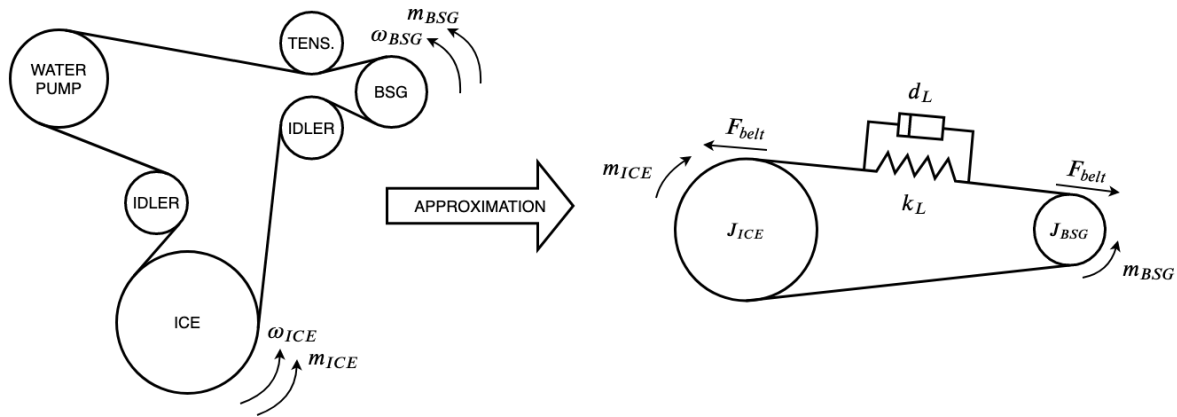 WATER
PUMP
TENS.
m_BSG
ω_BSG
BSG
IDLER
IDLER
ICE
ω_ICE
m_ICE
APPROXIMATION
d_L
F_belt
k_L
F_belt
m_ICE
J_ICE
J_BSG
m_BSG